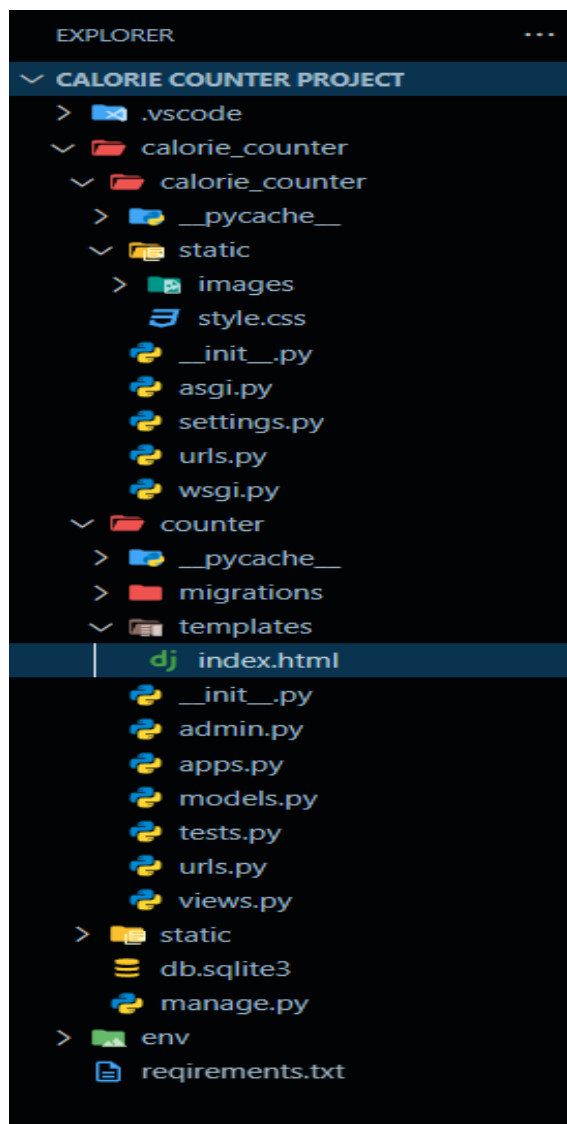 EXPLORER ...
CALORIE COUNTER PROJECT
.vscode
calorie_counter
calorie_counter
__pycache__
static
images
style.css
__init__.py
asgi.py
settings.py
urls.py
wsgi.py
counter
__pycache__
migrations
templates
dj index.html
__init__.py
admin.py
apps.py
models.py
tests.py
urls.py
views.py
static
db.sqlite3
manage.py
env
reqirements.txt